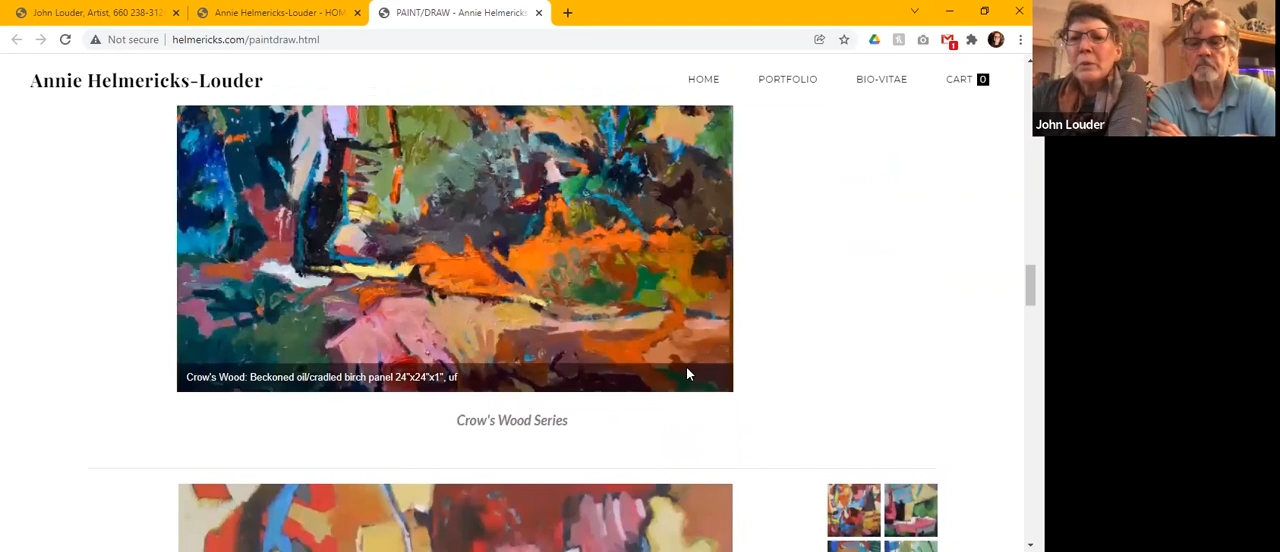 John Louder, Artist, 660 238-312
Annie Helmericks-Louder - HOM
PAINT/DRAW - Annie Helmericks
Not secure | helmericks.com/paintdraw.html
1
Annie Helmericks-Louder
HOME PORTFOLIO BIO-VITAE CART 0
John Louder
Crow's Wood: Beckoned oil/cradled birch panel 24"x24"x1", uf
Crow's Wood Series